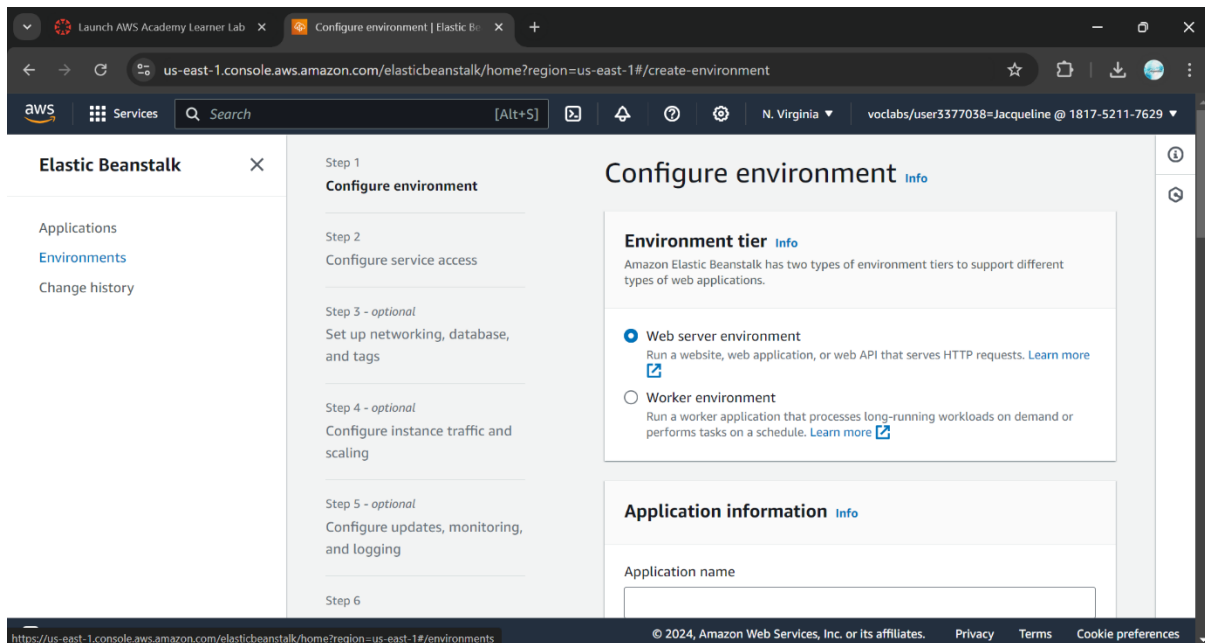 Launch AWS Academy Learner Lab
Configure environment | Elastic Be
us-east-1.console.aws.amazon.com/elasticbeanstalk/home?region=us-east-1#/create-environment
aws
Services
Search
[Alt+S]
N. Virginia
voclabs/user3377038=Jacqueline @ 1817-5211-7629
Elastic Beanstalk
Applications
Environments
Change history
Step 1
Configure environment
Step 2
Configure service access
Step 3 - optional
Set up networking, database,
and tags
Step 4 - optional
Configure instance traffic and
scaling
Step 5 - optional
Configure updates, monitoring,
and logging
Step 6
Configure environment Info
Environment tier Info
Amazon Elastic Beanstalk has two types of environment tiers to support different
types of web applications.
Web server environment
Run a website, web application, or web API that serves HTTP requests. Learn more
Worker environment
Run a worker application that processes long-running workloads on demand or
performs tasks on a schedule. Learn more
Application information Info
Application name
https://us-east-1.console.aws.amazon.com/elasticbeanstalk/home?region=us-east-1#/environments
© 2024, Amazon Web Services, Inc. or its affiliates.
Privacy
Terms
Cookie preferences